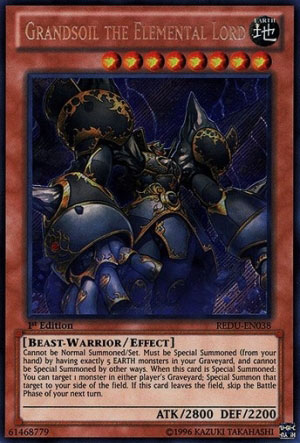 GRANDSOIL THE ELEMENTAL LORD
EARTH
地
1st Edition
REDU-EN038
[BEAST-WARRIOR/EFFECT]
Cannot be Normal Summoned/Set. Must be Special Summoned (from your
hand) by having exactly 5 EARTH monsters in your Graveyard, and cannot
be Special Summoned by other ways. When this card is Special Summoned:
You can target 1 monster in either player's Graveyard; Special Summon that
target to your side of the field. If this card leaves the field, skip the Battle
Phase of your next turn.
ATK/2800 DEF/2200
61468779
©1996 KAZUKI TAKAHASHI